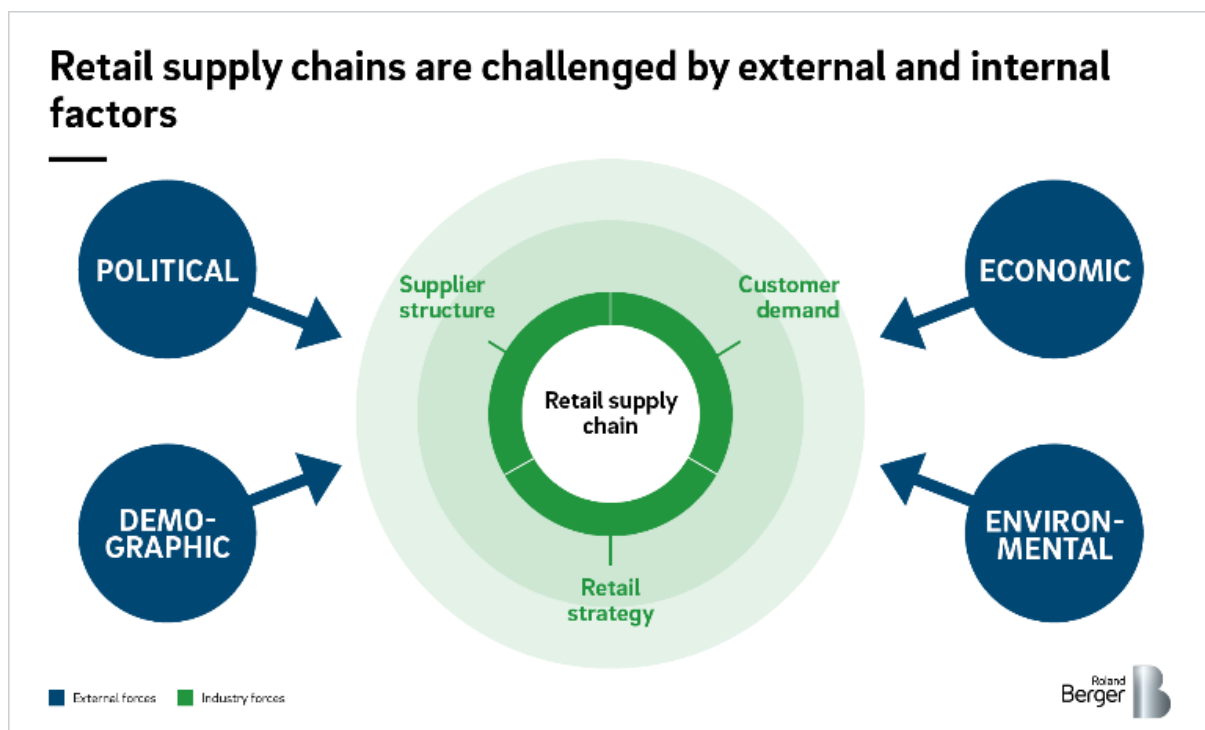 Retail supply chains are challenged by external and internal
factors
POLITICAL
ECONOMIC
Supplier
structure
Customer
demand
Retail supply
chain
DEMO-
GRAPHIC
ENVIRON-
MENTAL
Retail
strategy
External forces
Industry forces
Roland
Berger
B